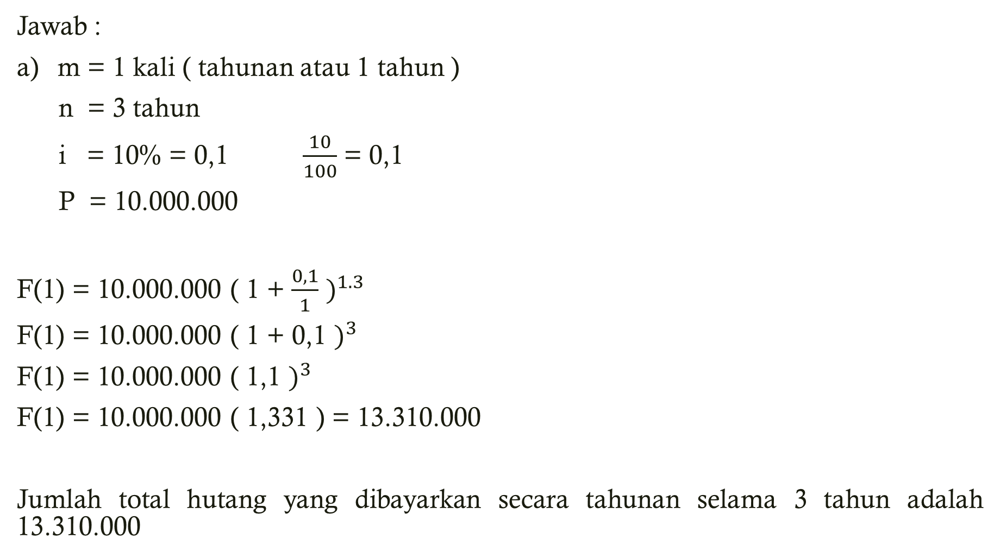 Jawab :
a) m = 1 kali ( tahunan atau 1 tahun )
n = 3 tahun
i = 10% = 0,1 10/100 = 0,1
P = 10.000.000
F(1) = 10.000.000 ( 1 + 0,1/1 )^1.3
F(1) = 10.000.000 ( 1 + 0,1 )^3
F(1) = 10.000.000 ( 1,1 )^3
F(1) = 10.000.000 ( 1,331 ) = 13.310.000
Jumlah total hutang yang dibayarkan secara tahunan selama 3 tahun adalah
13.310.000